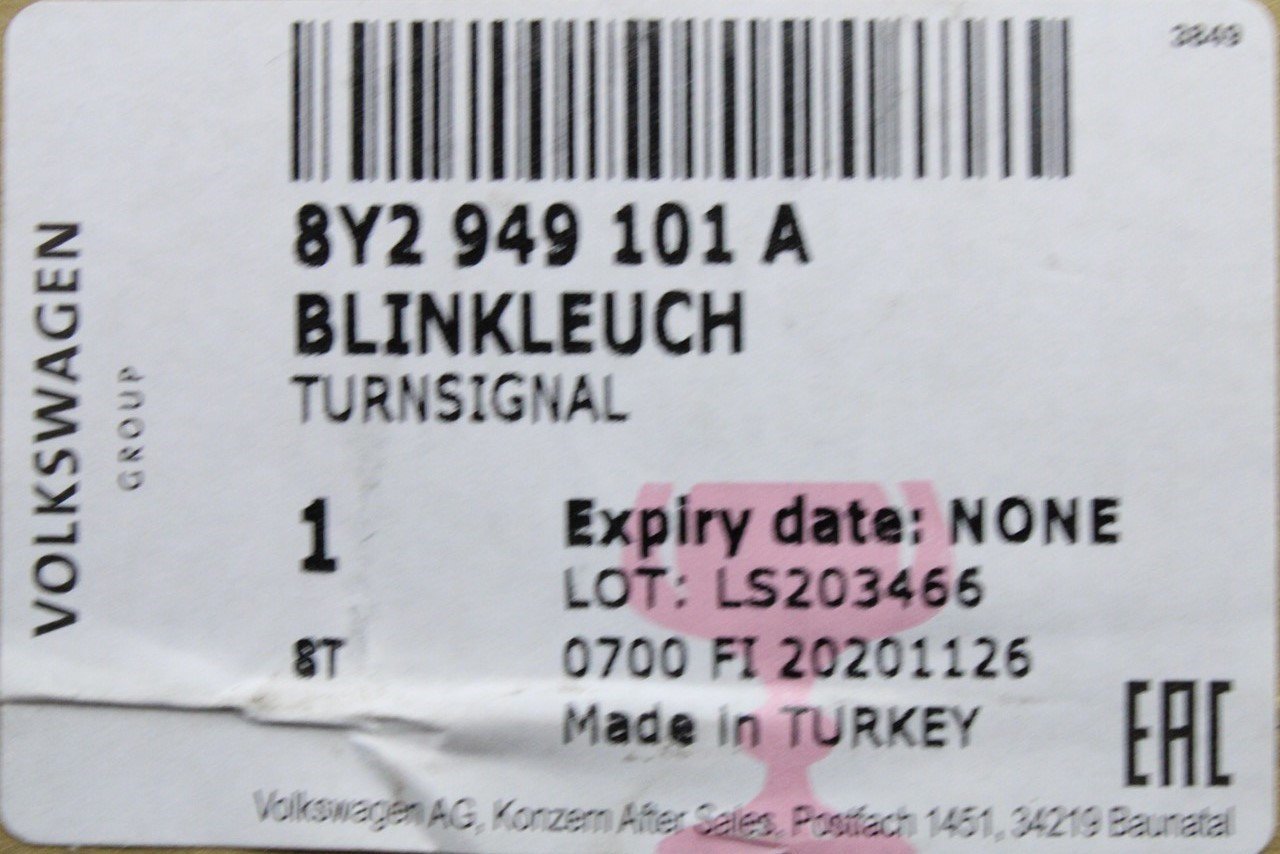 3849
8Y2 949 101 A
BLINKLEUCH
TURNSIGNAL
VOLKSWAGEN
GROUP
1
Expiry date: NONE
LOT: LS203466
8T
0700 FI 20201126
Made in TURKEY
EAC
Volkswagen AG, Konzern After Sales, Postfach 1451, 34219 Baunatal